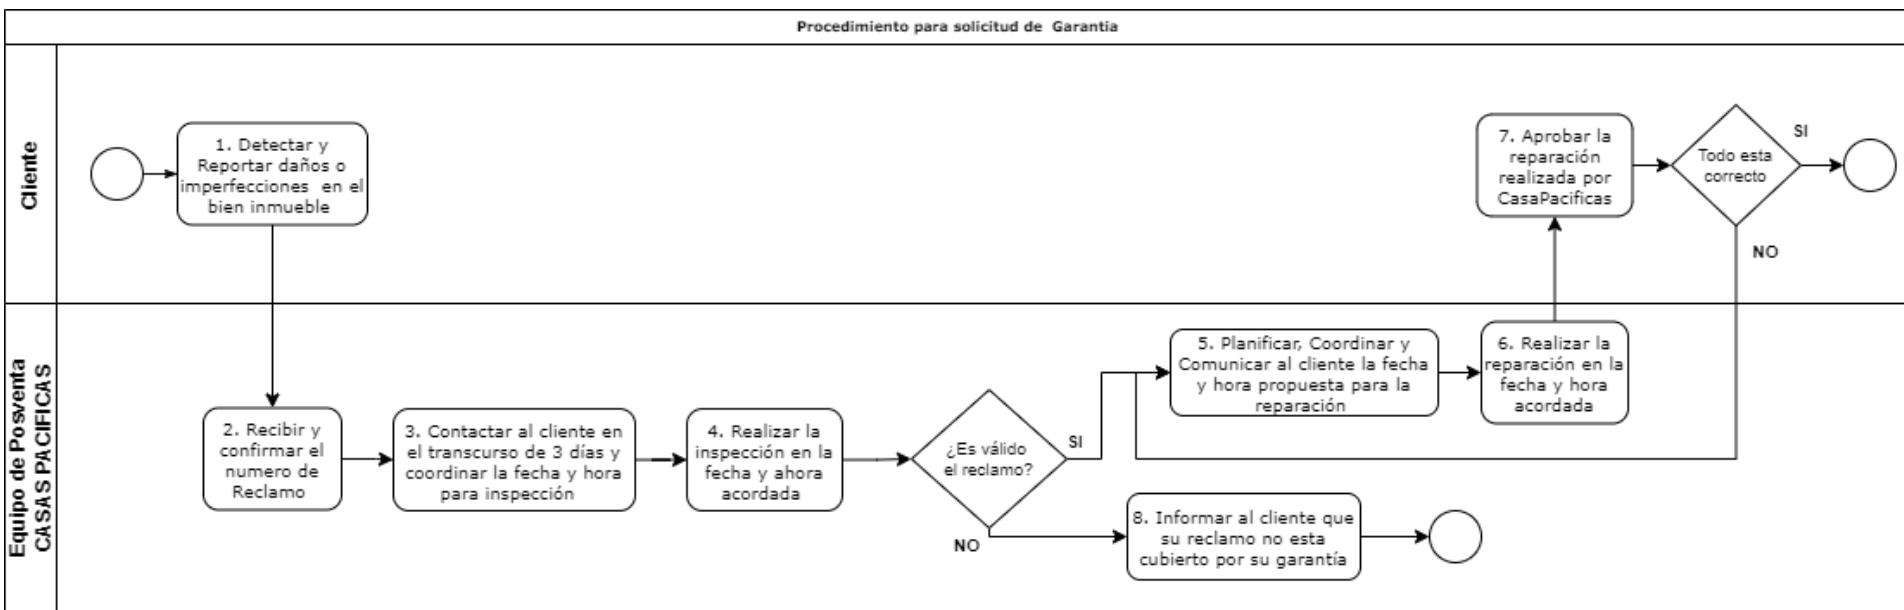 Procedimiento para solicitud de Garantia
Cliente
1. Detectar y
Reportar daños o
imperfecciones en el
bien inmueble
7. Aprobar la
reparación
realizada por
CasaPacificas
Todo esta
correcto
SI
NO
Equipo de Posventa
CASAS PACIFICAS
2. Recibir y
confirmar el
numero de
Reclamo
3. Contactar al cliente en
el transcurso de 3 días y
coordinar la fecha y hora
para inspección
4. Realizar la
inspección en la
fecha y ahora
acordada
¿Es válido
el reclamo?
SI
NO
5. Planificar, Coordinar y
Comunicar al cliente la fecha
y hora propuesta para la
reparación
6. Realizar la
reparación en la
fecha y hora
acordada
8. Informar al cliente que
su reclamo no esta
cubierto por su garantía